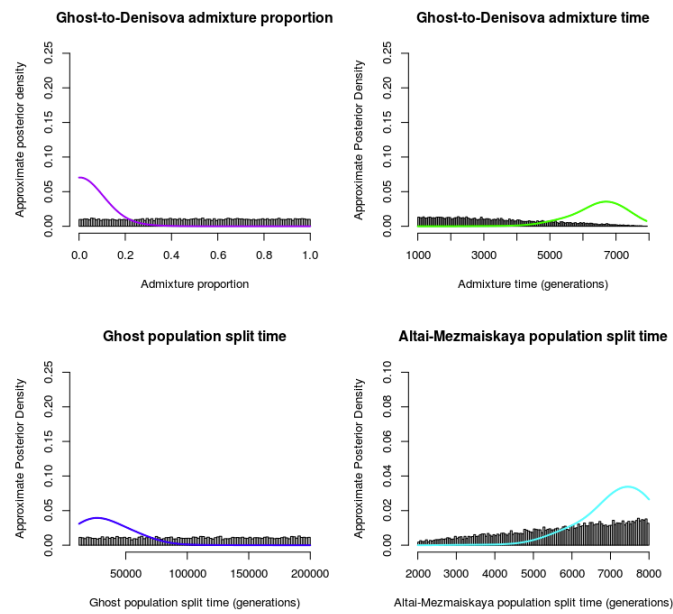 Ghost-to-Denisova admixture proportion
Approximate posterior density
0.00 0.05 0.10 0.15 0.20 0.25
0.0 0.2 0.4 0.6 0.8 1.0
Admixture proportion
Ghost-to-Denisova admixture time
Approximate Posterior Density
0.00 0.05 0.10 0.15 0.20 0.25
1000 3000 5000 7000
Admixture time (generations)
Ghost population split time
Approximate Posterior Density
0.00 0.05 0.10 0.15 0.20 0.25
50000 100000 150000 200000
Ghost population split time (generations)
Altai-Mezmaiskaya population split time
Approximate Posterior Density
0.00 0.02 0.04 0.06 0.08 0.10
2000 3000 4000 5000 6000 7000 8000
Altai-Mezmaiskaya population split time (generations)